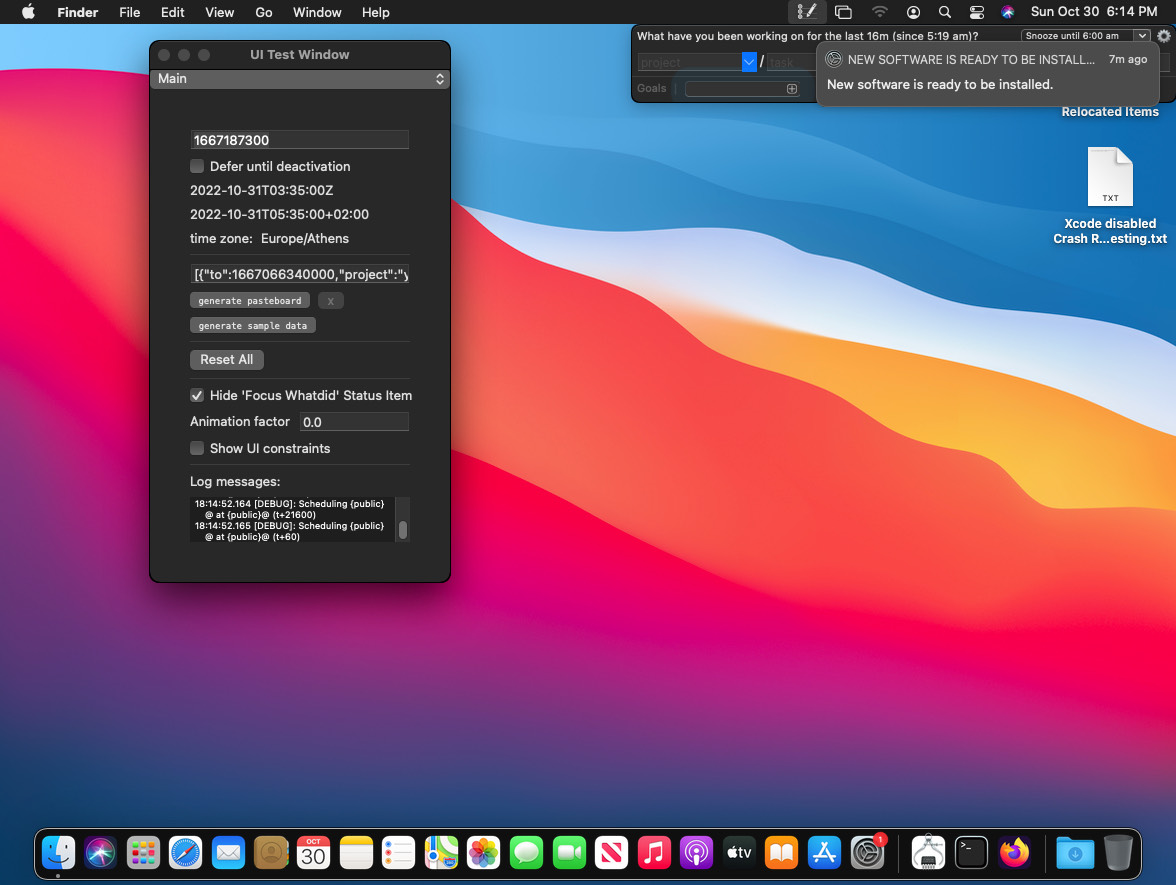 Finder File Edit View Go Window Help
Sun Oct 30 6:14 PM
UI Test Window
Main
1667187300
Defer until deactivation
2022-10-31T03:35:00Z
2022-10-31T05:35:00+02:00
time zone: Europe/Athens
[{"to":1667066340000,"project":"
generate pasteboard x
generate sample data
Reset All
Hide 'Focus Whatdid' Status Item
Animation factor 0.0
Show UI constraints
Log messages:
18:14:52.164 [DEBUG]: Scheduling {public}
@ at {public}@ (t+21600)
18:14:52.165 [DEBUG]: Scheduling {public}
@ at {public}@ (t+60)
What have you been working on for the last 16m (since 5:19 am)? Snooze until 6:00 am
project / task
Goals
NEW SOFTWARE IS READY TO BE INSTALL... 7m ago
New software is ready to be installed.
Relocated Items
TXT
Xcode disabled
Crash R...esting.txt
OCT
30
tv
1